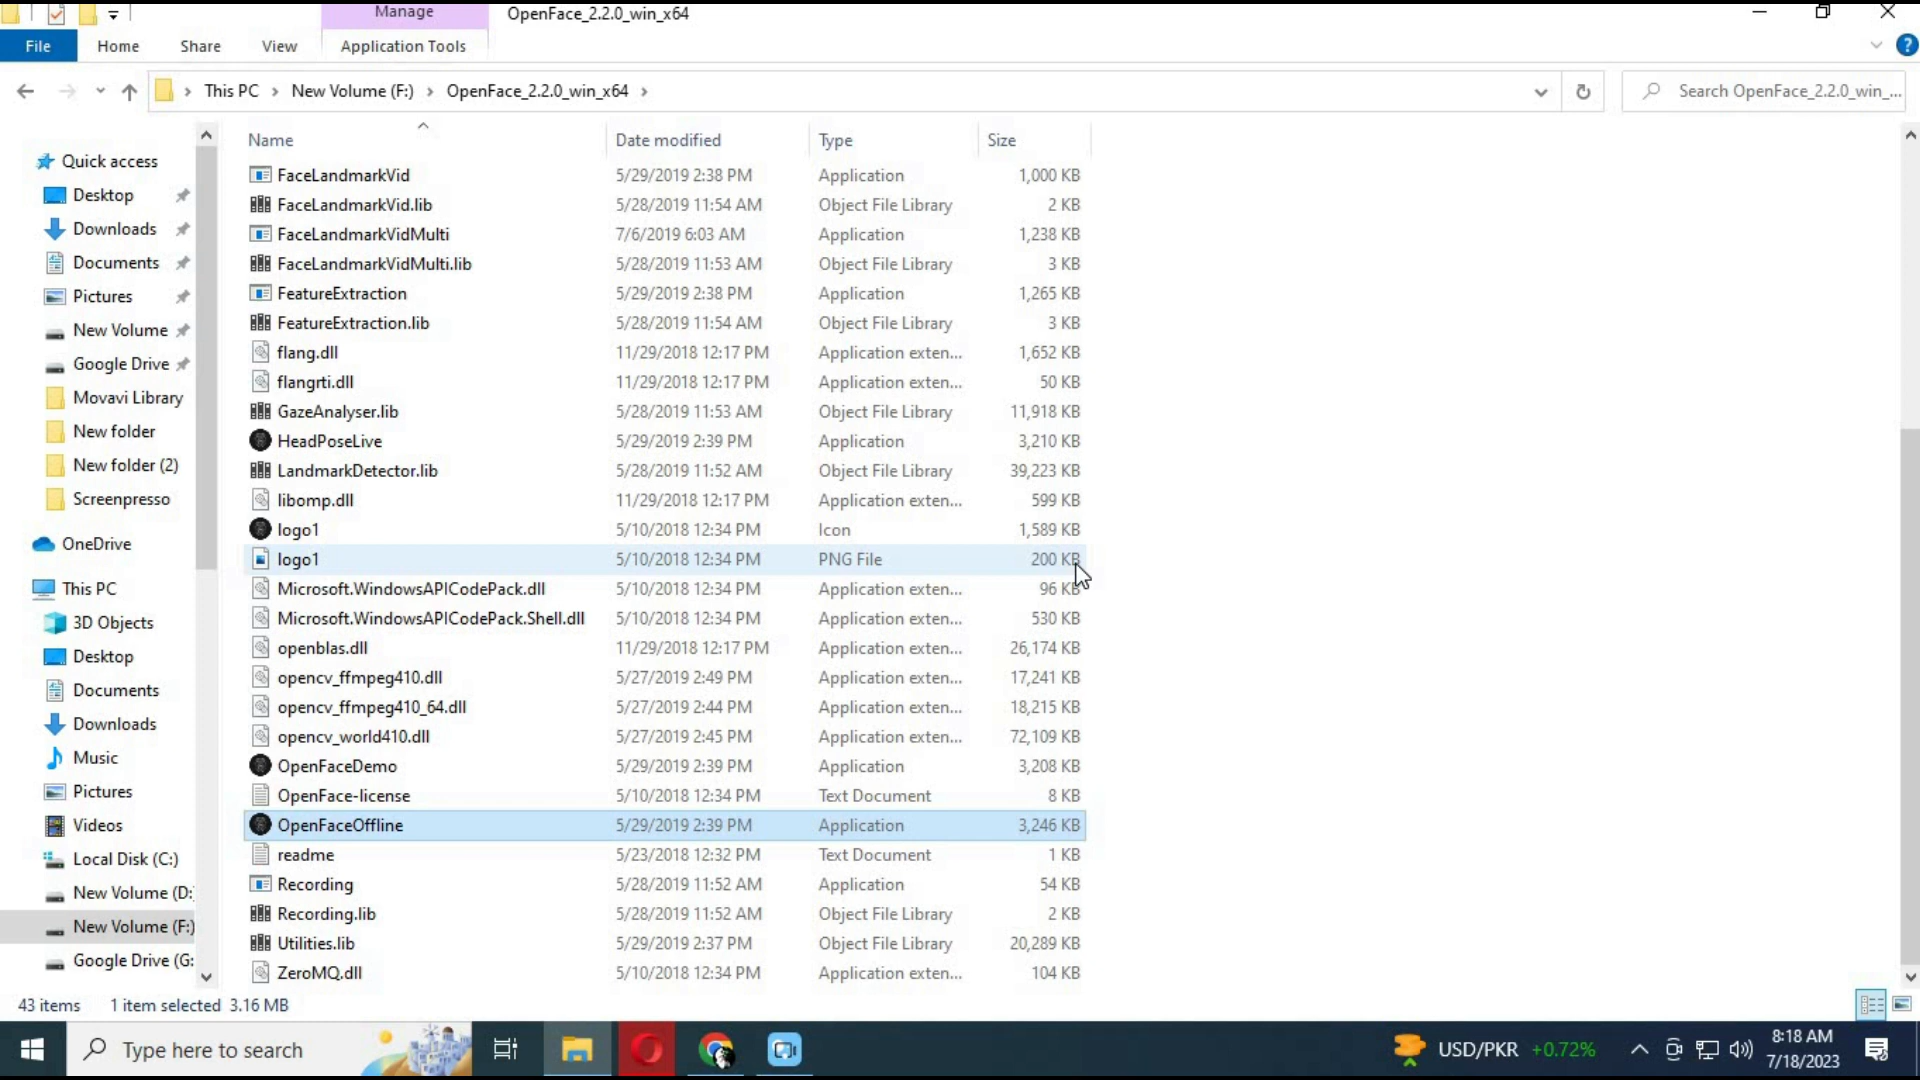 Manage OpenFace_2.2.0_win_x64
File Home Share View Application Tools
This PC New Volume (F:) OpenFace_2.2.0_win_x64 Search OpenFace_2.2.0_win_...
Name Date modified Type Size
Quick access
Desktop
Downloads
Documents
Pictures
New Volume
Google Drive
Movavi Library
New folder
New folder (2)
Screenpresso
OneDrive
This PC
3D Objects
Desktop
Documents
Downloads
Music
Pictures
Videos
Local Disk (C:)
New Volume (D:
New Volume (F:)
Google Drive (G:
FaceLandmarkVid 5/29/2019 2:38 PM Application 1,000 KB
FaceLandmarkVid.lib 5/28/2019 11:54 AM Object File Library 2 KB
FaceLandmarkVidMulti 7/6/2019 6:03 AM Application 1,238 KB
FaceLandmarkVidMulti.lib 5/28/2019 11:53 AM Object File Library 3 KB
FeatureExtraction 5/29/2019 2:38 PM Application 1,265 KB
FeatureExtraction.lib 5/28/2019 11:54 AM Object File Library 3 KB
flang.dll 11/29/2018 12:17 PM Application exten... 1,652 KB
flangrti.dll 11/29/2018 12:17 PM Application exten... 50 KB
GazeAnalyser.lib 5/28/2019 11:53 AM Object File Library 11,918 KB
HeadPoseLive 5/29/2019 2:39 PM Application 3,210 KB
LandmarkDetector.lib 5/28/2019 11:52 AM Object File Library 39,223 KB
libomp.dll 11/29/2018 12:17 PM Application exten... 599 KB
logo1 5/10/2018 12:34 PM Icon 1,589 KB
logo1 5/10/2018 12:34 PM PNG File 200 KB
Microsoft.WindowsAPICodePack.dll 5/10/2018 12:34 PM Application exten... 96 KB
Microsoft.WindowsAPICodePack.Shell.dll 5/10/2018 12:34 PM Application exten... 530 KB
openblas.dll 11/29/2018 12:17 PM Application exten... 26,174 KB
opencv_ffmpeg410.dll 5/27/2019 2:49 PM Application exten... 17,241 KB
opencv_ffmpeg410_64.dll 5/27/2019 2:44 PM Application exten... 18,215 KB
opencv_world410.dll 5/27/2019 2:45 PM Application exten... 72,109 KB
OpenFaceDemo 5/29/2019 2:39 PM Application 3,208 KB
OpenFace-license 5/10/2018 12:34 PM Text Document 8 KB
OpenFaceOffline 5/29/2019 2:39 PM Application 3,246 KB
readme 5/23/2018 12:32 PM Text Document 1 KB
Recording 5/28/2019 11:52 AM Application 54 KB
Recording.lib 5/28/2019 11:52 AM Object File Library 2 KB
Utilities.lib 5/29/2019 2:37 PM Object File Library 20,289 KB
ZeroMQ.dll 5/10/2018 12:34 PM Application exten... 104 KB
43 items 1 item selected 3.16 MB
Type here to search USD/PKR +0.72% 8:18 AM
7/18/2023